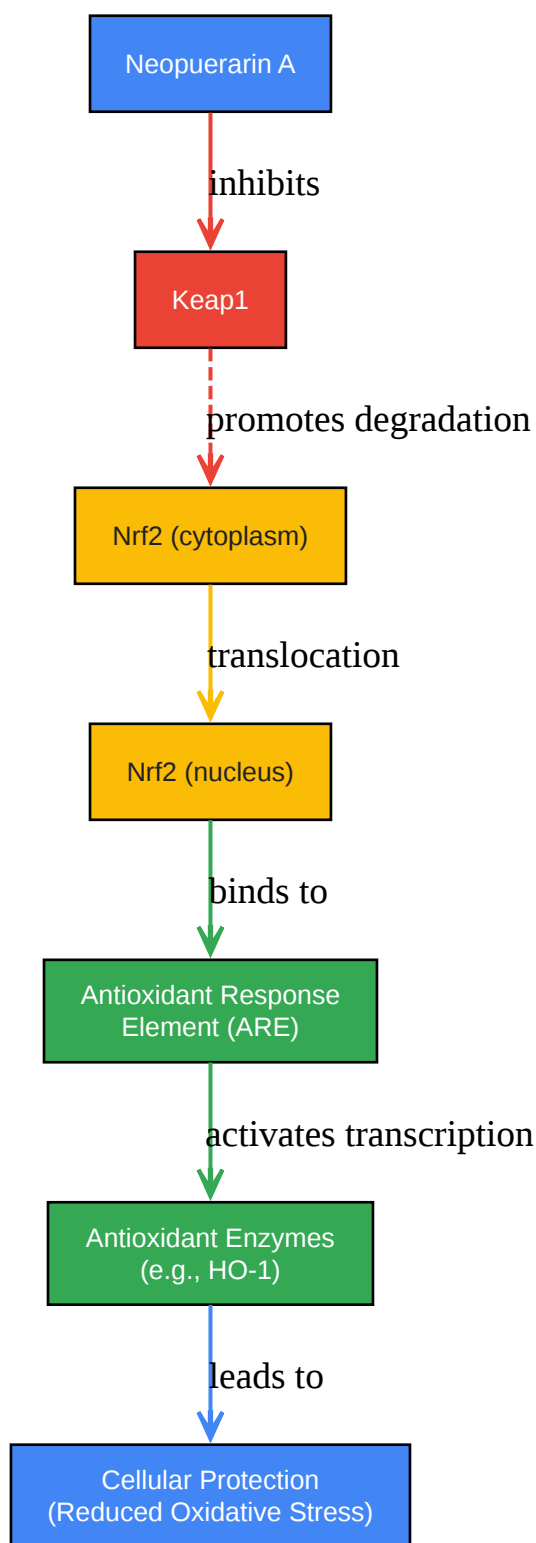 Neopuerarin A
inhibits
Keap1
promotes degradation
Nrf2 (cytoplasm)
translocation
Nrf2 (nucleus)
binds to
Antioxidant Response
Element (ARE)
activates transcription
Antioxidant Enzymes
(e.g., HO-1)
leads to
Cellular Protection
(Reduced Oxidative Stress)